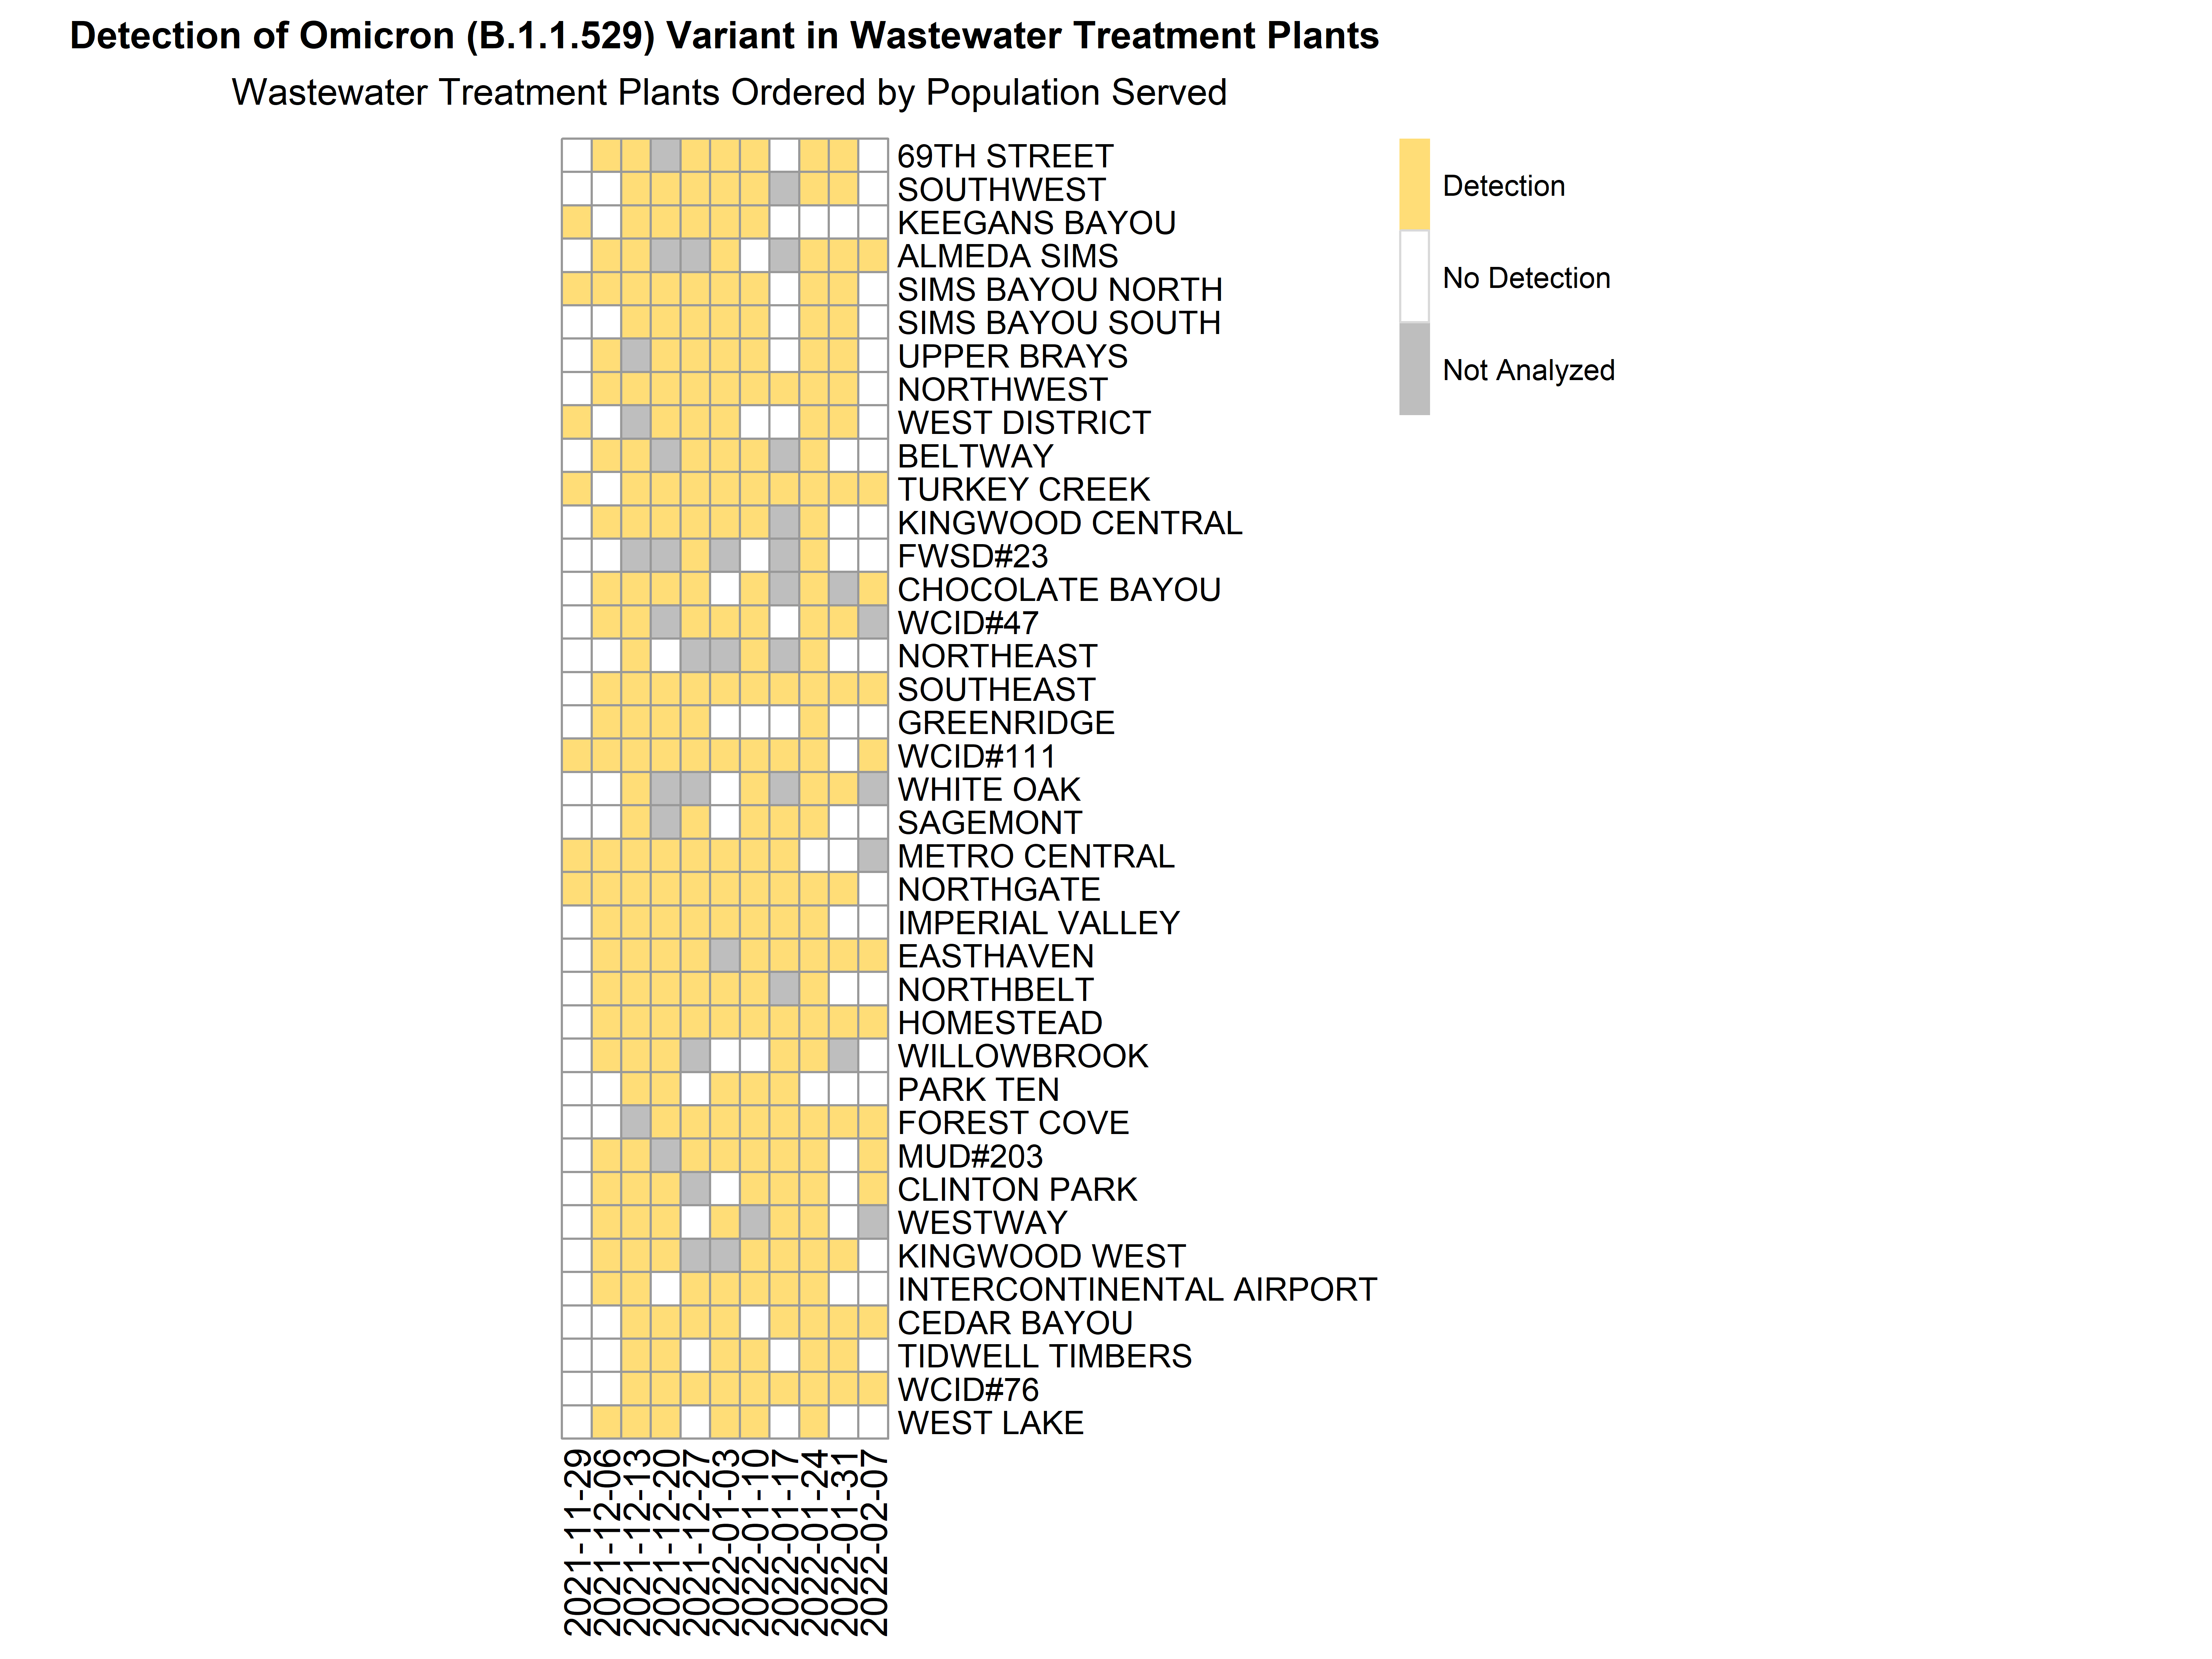 Detection of Omicron (B.1.1.529) Variant in Wastewater Treatment Plants
Wastewater Treatment Plants Ordered by Population Served
69TH STREET
SOUTHWEST
KEEGANS BAYOU
ALMEDA SIMS
SIMS BAYOU NORTH
SIMS BAYOU SOUTH
UPPER BRAYS
NORTHWEST
WEST DISTRICT
BELTWAY
TURKEY CREEK
KINGWOOD CENTRAL
FWSD#23
CHOCOLATE BAYOU
WCID#47
NORTHEAST
SOUTHEAST
GREENRIDGE
WCID#111
WHITE OAK
SAGEMONT
METRO CENTRAL
NORTHGATE
IMPERIAL VALLEY
EASTHAVEN
NORTHBELT
HOMESTEAD
WILLOWBROOK
PARK TEN
FOREST COVE
MUD#203
CLINTON PARK
WESTWAY
KINGWOOD WEST
INTERCONTINENTAL AIRPORT
CEDAR BAYOU
TIDWELL TIMBERS
WCID#76
WEST LAKE
2021-11-29
2021-12-06
2021-12-13
2021-12-20
2021-12-27
2022-01-03
2022-01-10
2022-01-17
2022-01-24
2022-01-31
2022-02-07
Detection
No Detection
Not Analyzed